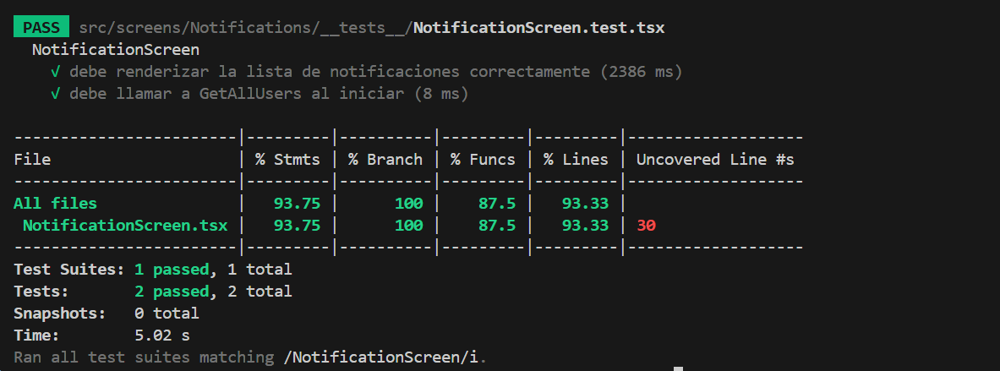 PASS src/screens/Notifications/__tests__/NotificationScreen.test.tsx
NotificationScreen
√ debe renderizar la lista de notificaciones correctamente (2386 ms)
√ debe llamar a GetAllUsers al iniciar (8 ms)
------------------------|---------|----------|---------|---------|-------------------
File | % Stmts | % Branch | % Funcs | % Lines | Uncovered Line #s
------------------------|---------|----------|---------|---------|-------------------
All files | 93.75 | 100 | 87.5 | 93.33 |
NotificationScreen.tsx | 93.75 | 100 | 87.5 | 93.33 | 30
------------------------|---------|----------|---------|---------|-------------------
Test Suites: 1 passed, 1 total
Tests: 2 passed, 2 total
Snapshots: 0 total
Time: 5.02 s
Ran all test suites matching /NotificationScreen/i.